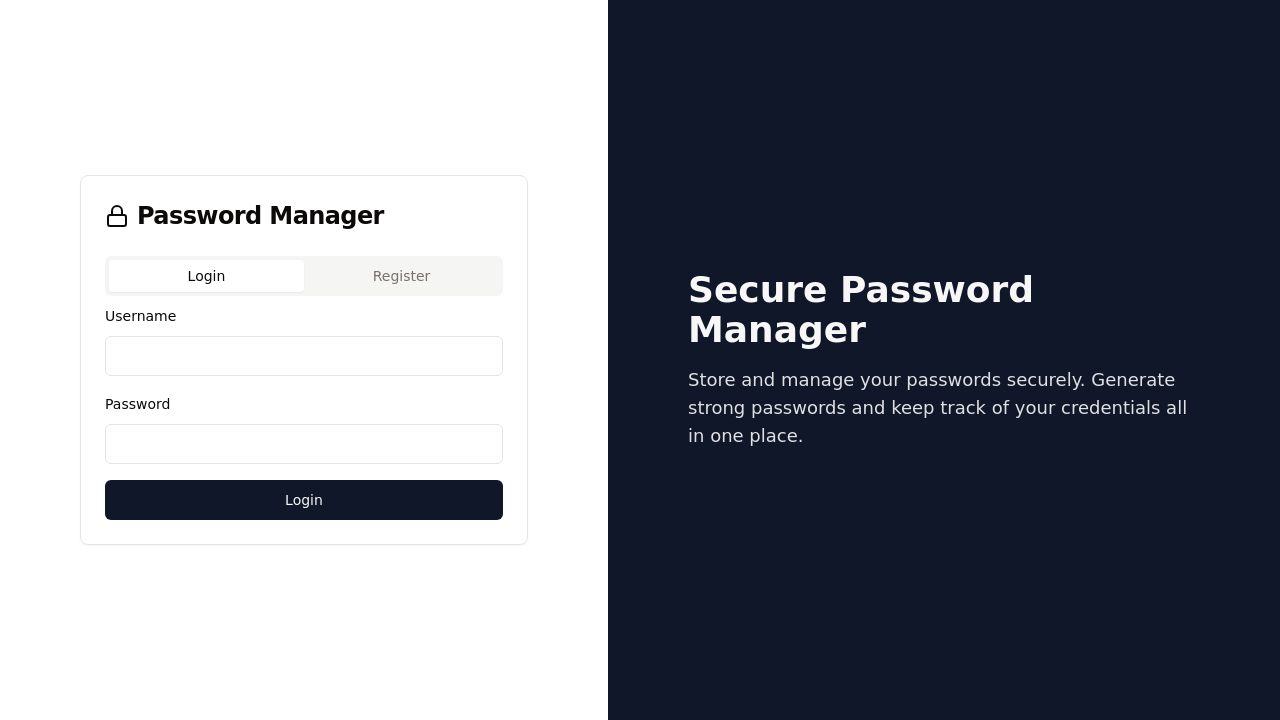 Password Manager
Login
Register
Username
Password
Login
Secure Password
Manager
Store and manage your passwords securely. Generate
strong passwords and keep track of your credentials all
in one place.